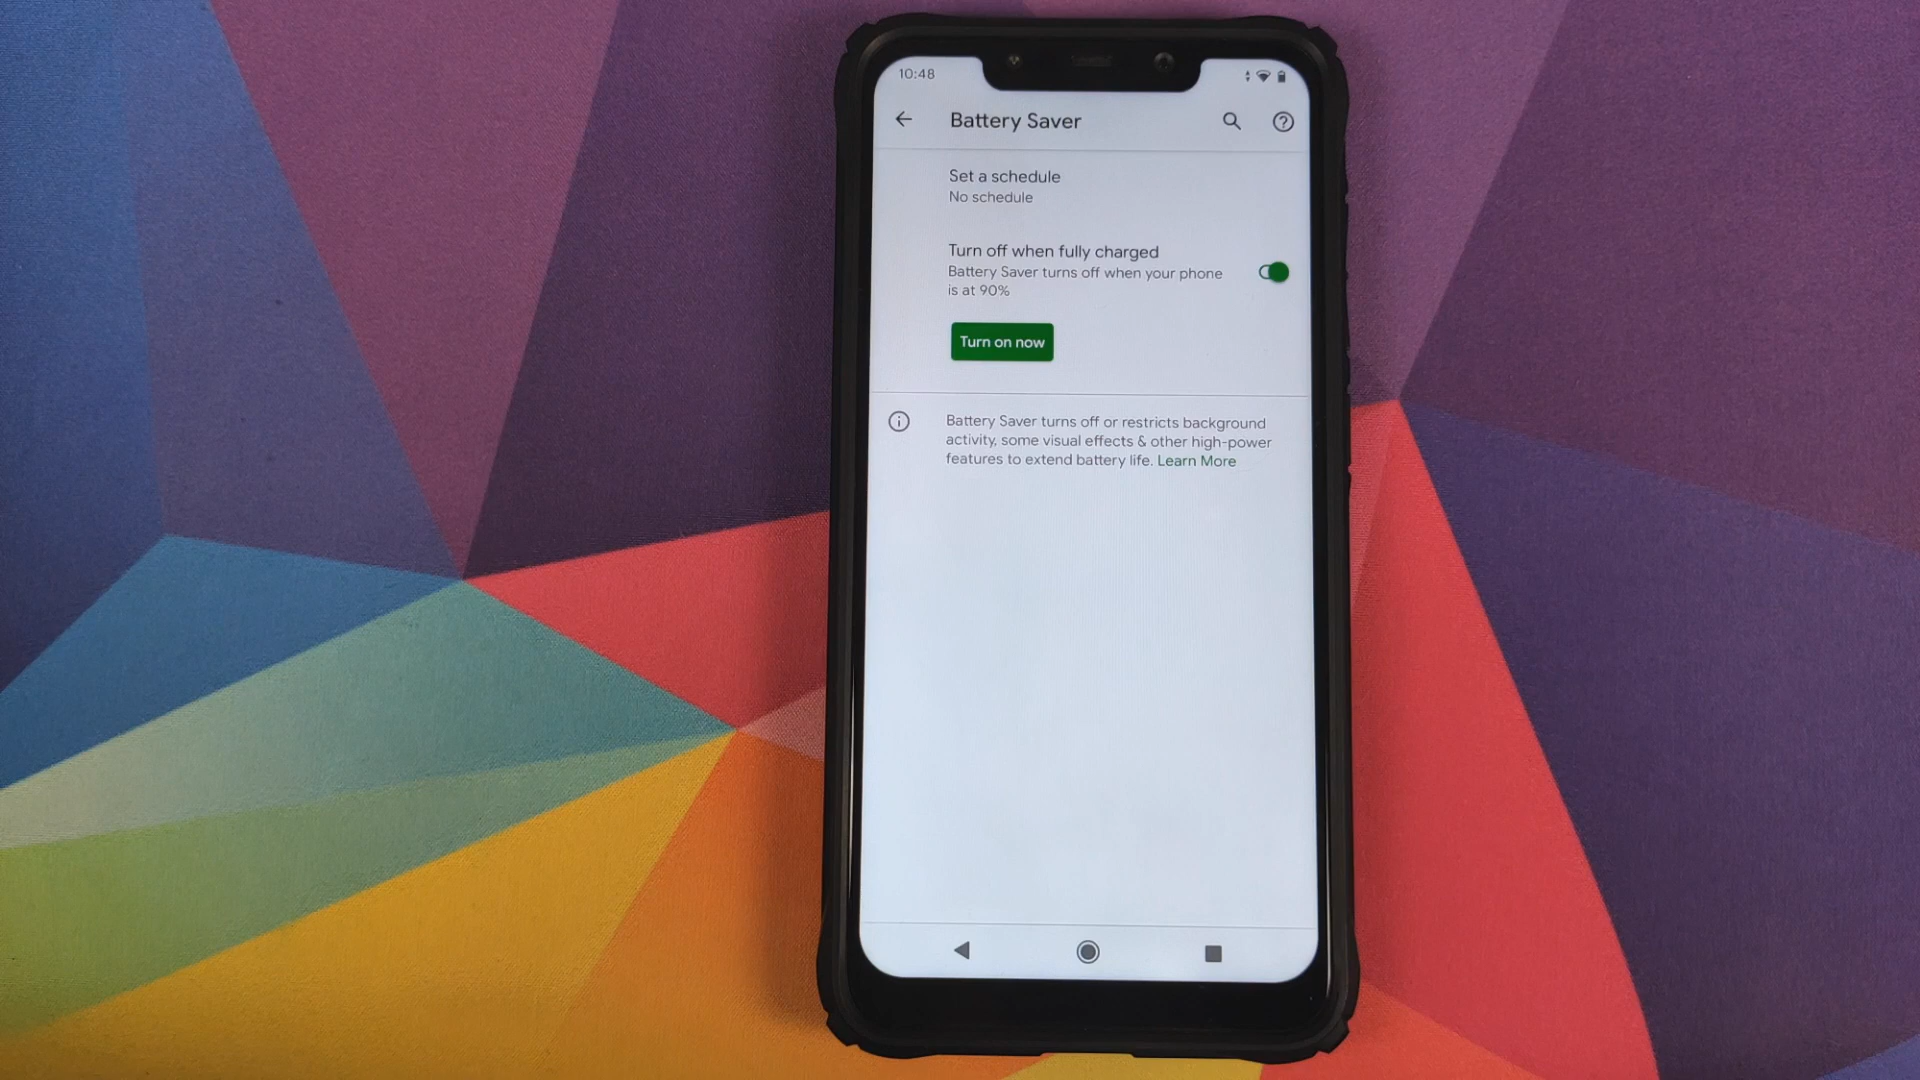 10:48
Battery Saver
Set a schedule
No schedule
Turn off when fully charged
Battery Saver turns off when your phone
is at 90%
Turn on now
Battery Saver turns off or restricts background
activity, some visual effects & other high-power
features to extend battery life. Learn More